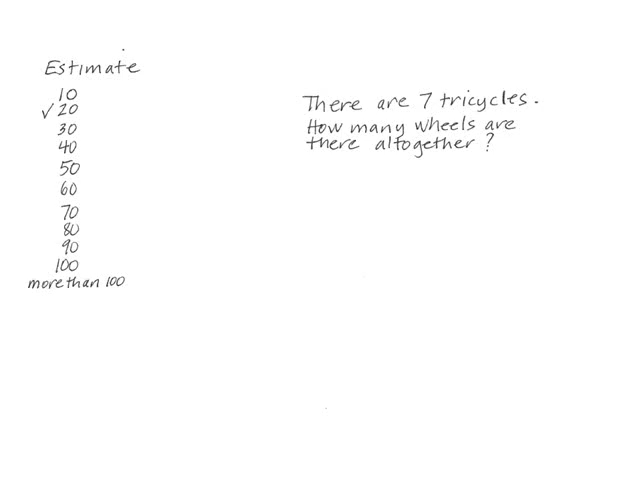 Estimate
10
✓ 20
30
40
50
60
70
80
90
100
more than 100
There are 7 tricycles.
How many wheels are
there altogether?